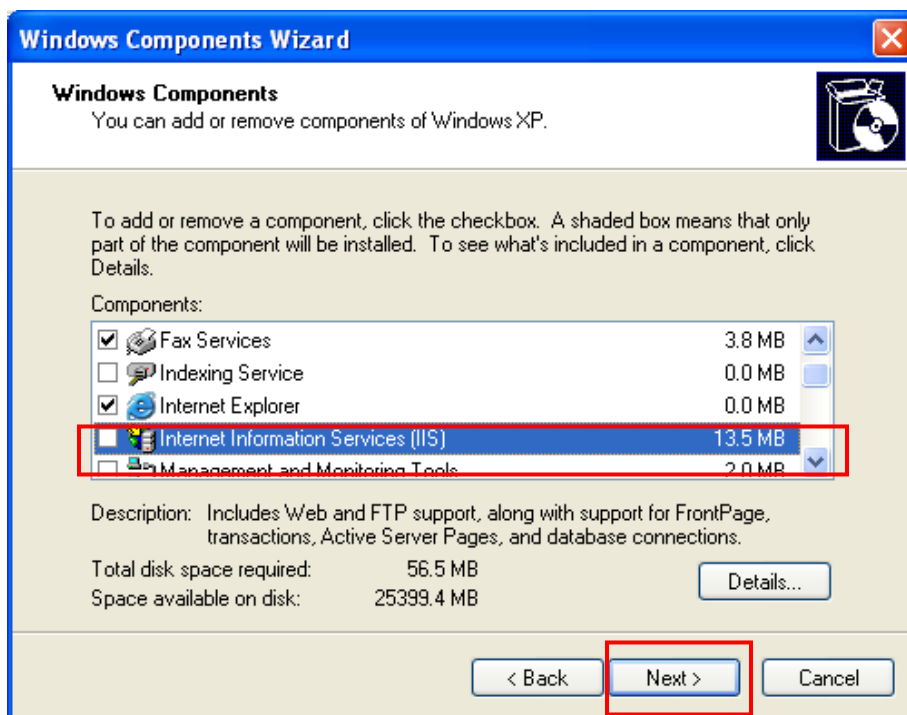 Windows Components Wizard
Windows Components
You can add or remove components of Windows XP.
To add or remove a component, click the checkbox. A shaded box means that only
part of the component will be installed. To see what's included in a component, click
Details.
Components:
Fax Services 3.8 MB
Indexing Service 0.0 MB
Internet Explorer 0.0 MB
Internet Information Services (IIS) 13.5 MB
Management and Monitoring Tools 2.0 MB
Description: Includes Web and FTP support, along with support for FrontPage,
transactions, Active Server Pages, and database connections.
Total disk space required: 56.5 MB
Space available on disk: 25399.4 MB
Details...
< Back Next > Cancel